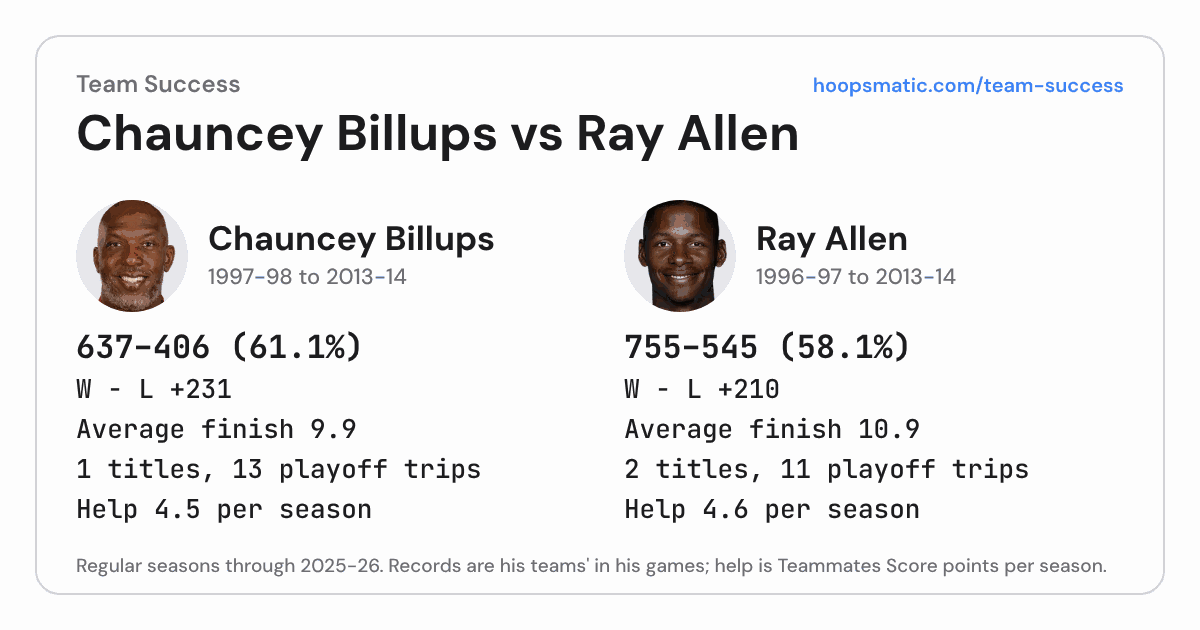 Team Success
hoopsmatic.com/team-success
Chauncey Billups vs Ray Allen
Chauncey Billups
1997–98 to 2013–14
637–406 (61.1%)
W - L +231
Average finish 9.9
1 titles, 13 playoff trips
Help 4.5 per season
Ray Allen
1996–97 to 2013–14
755–545 (58.1%)
W - L +210
Average finish 10.9
2 titles, 11 playoff trips
Help 4.6 per season
Regular seasons through 2025–26. Records are his teams' in his games; help is Teammates Score points per season.